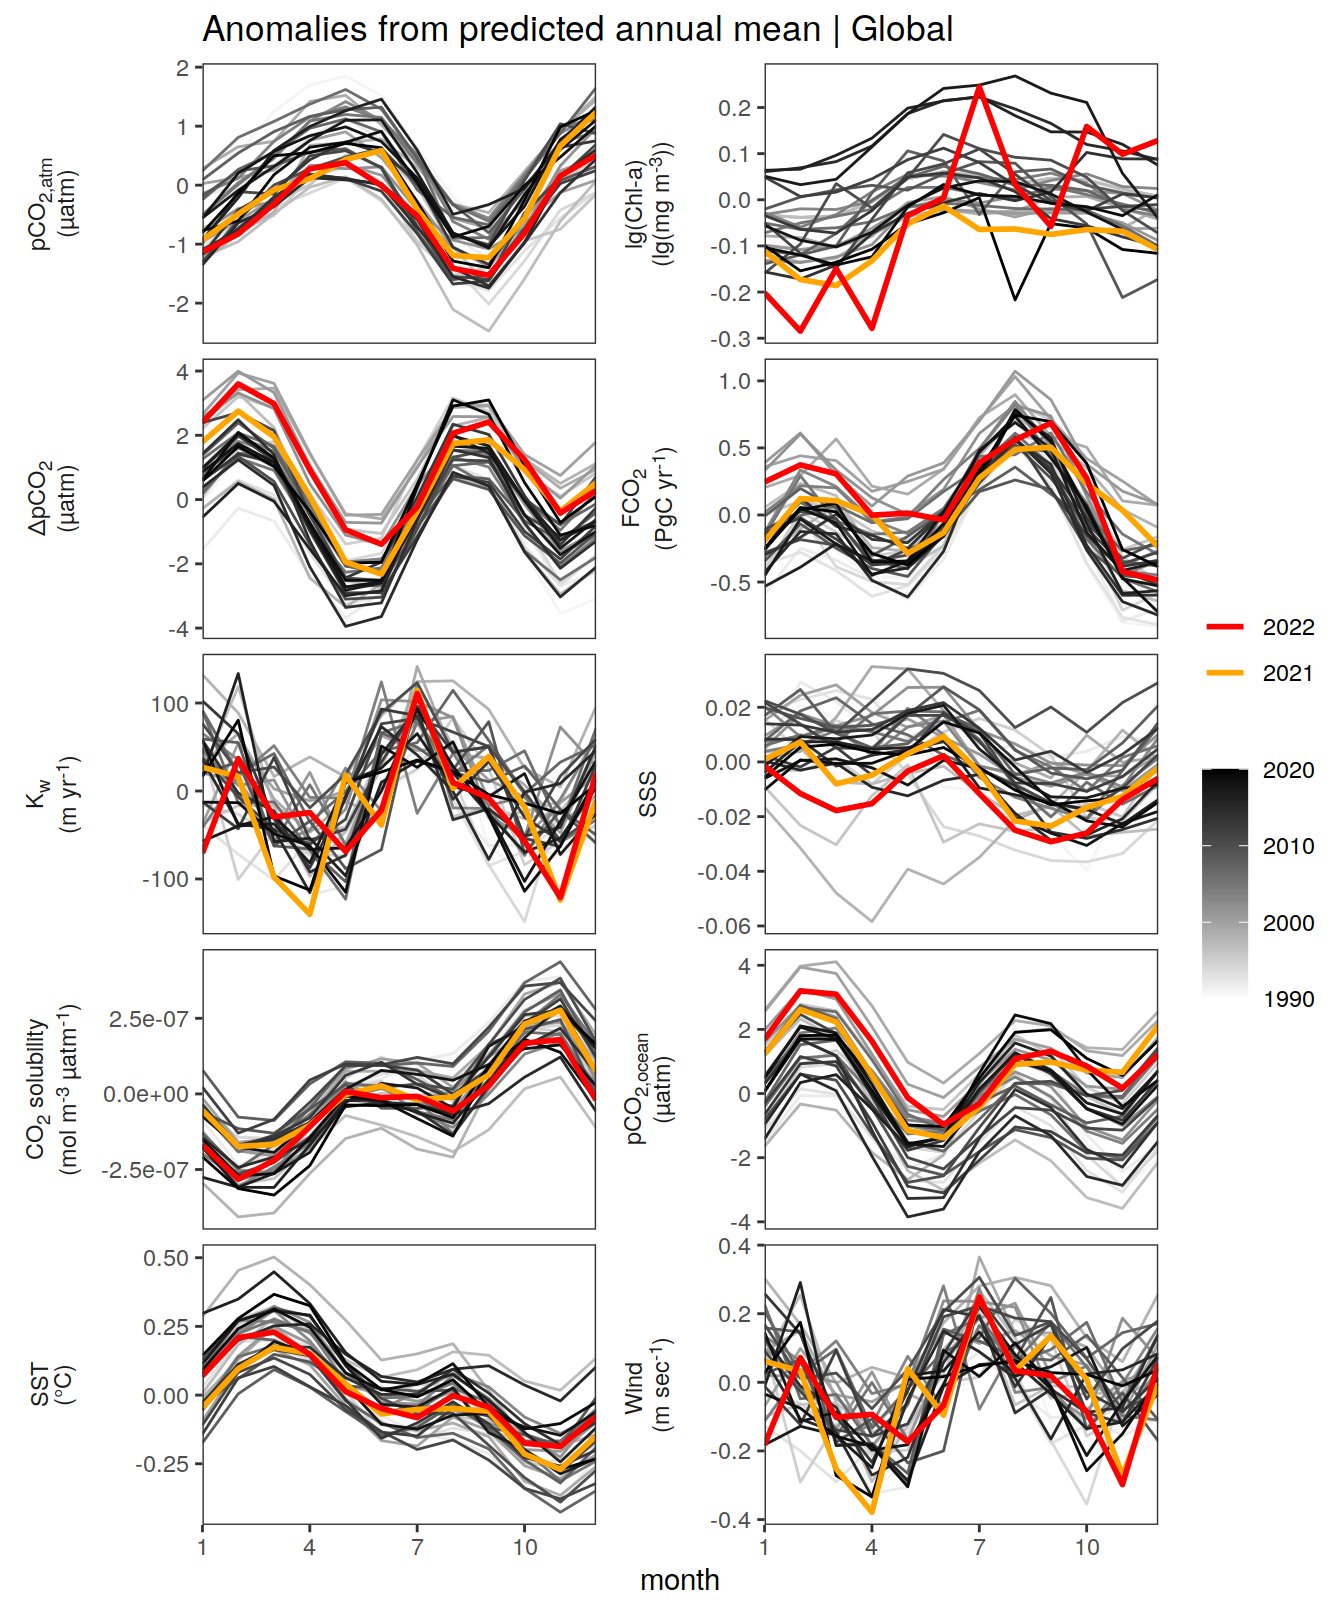 Anomalies from predicted annual mean | Global
pCO2,atm
(µatm)
2
1
0
-1
-2
lg(Chl-a)
(lg(mg m-3))
0.2
0.1
0.0
-0.1
-0.2
-0.3
ΔpCO2
(µatm)
4
2
0
-2
-4
FCO2
(PgC yr-1)
1.0
0.5
0.0
-0.5
Kw
(m yr-1)
100
0
-100
SSS
0.02
0.00
-0.02
-0.04
-0.06
CO2 solubility
(mol m-3 µatm-1)
2.5e-07
0.0e+00
-2.5e-07
pCO2,ocean
(µatm)
4
2
0
-2
-4
SST
(°C)
0.50
0.25
0.00
-0.25
Wind
(m sec-1)
0.4
0.2
0.0
-0.2
-0.4
1 4 7 10
1 4 7 10
month
2022
2021
2020
2010
2000
1990